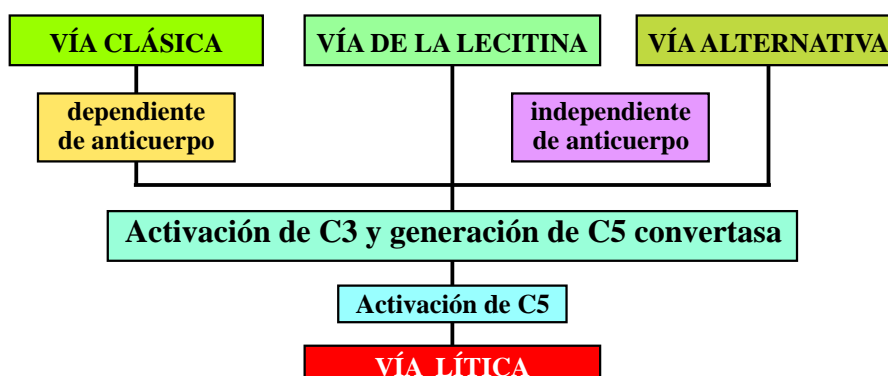 VÍA CLÁSICA
VÍA DE LA LECITINA
VÍA ALTERNATIVA
dependiente
de anticuerpo
independiente
de anticuerpo
Activación de C3 y generación de C5 convertasa
Activación de C5
VÍA LÍTICA